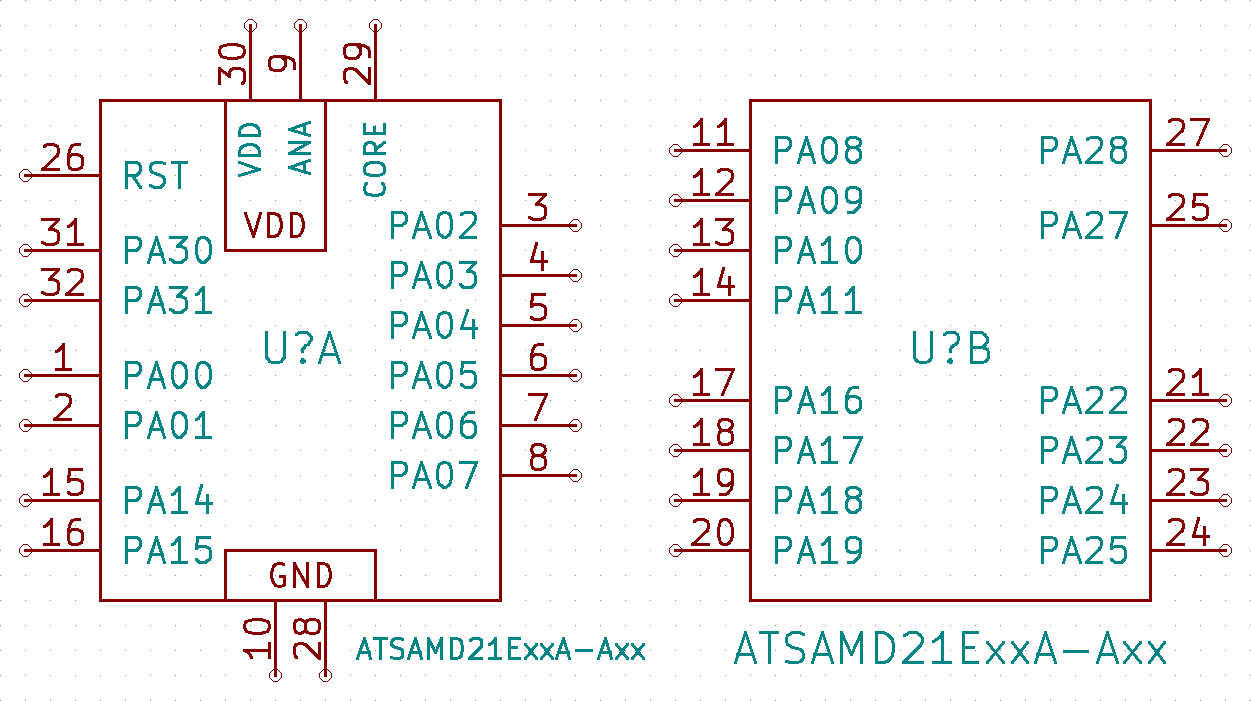 30 9 29
VDD ANA CORE
VDD
26 RST
31 PA30
32 PA31
1 PA00
2 PA01
15 PA14
16 PA15
PA02 3
PA03 4
PA04 5
PA05 6
PA06 7
PA07 8
U?A
GND
10 28
ATSAMD21ExxA-Axx
11 PA08
12 PA09
13 PA10
14 PA11
17 PA16
18 PA17
19 PA18
20 PA19
PA28 27
PA27 25
U?B
PA22 21
PA23 22
PA24 23
PA25 24
ATSAMD21ExxA-Axx